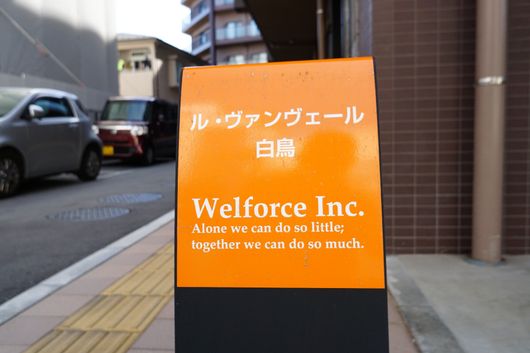 ル・ヴァンヴェール
白鳥
Welforce Inc.
Alone we can do so little;
together we can do so much.